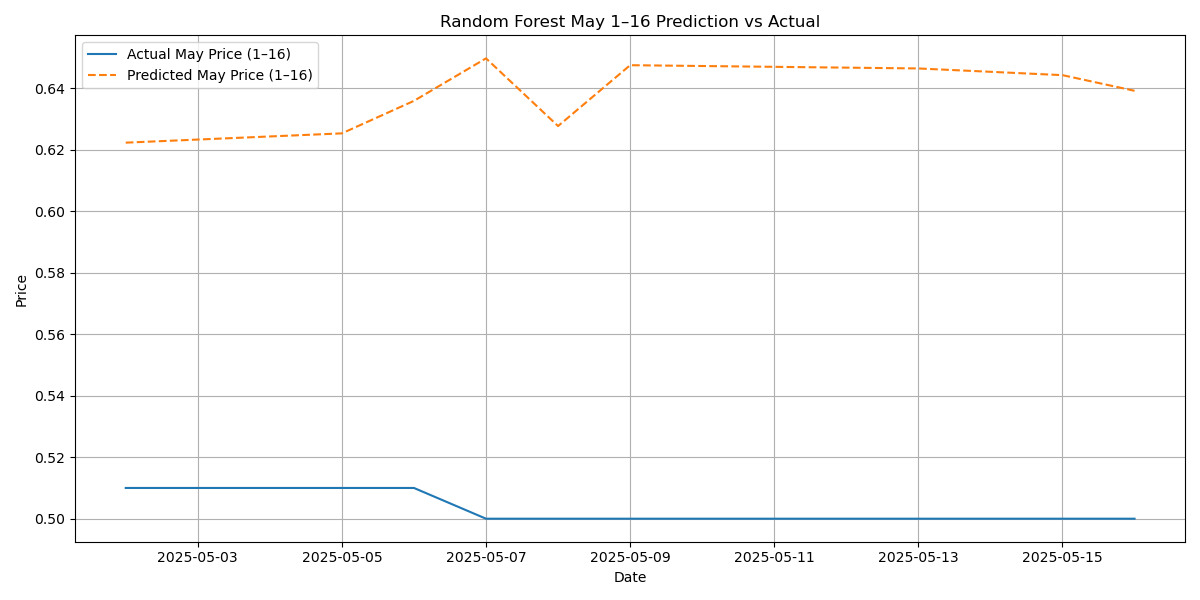 Random Forest May 1–16 Prediction vs Actual
Actual May Price (1–16)
Predicted May Price (1–16)
0.64
0.62
0.60
0.58
0.56
0.54
0.52
0.50
Price
2025-05-03 2025-05-05 2025-05-07 2025-05-09 2025-05-11 2025-05-13 2025-05-15
Date